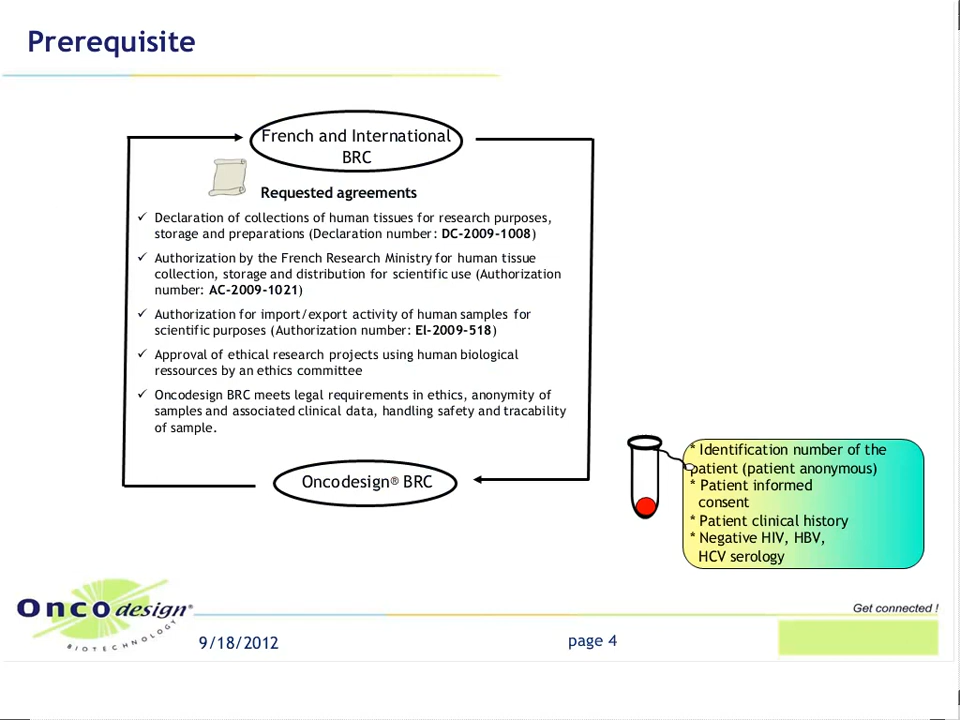 Prerequisite
French and International
BRC
Requested agreements
✓ Declaration of collections of human tissues for research purposes,
storage and preparations (Declaration number: DC-2009-1008)
✓ Authorization by the French Research Ministry for human tissue
collection, storage and distribution for scientific use (Authorization
number: AC-2009-1021)
✓ Authorization for import/export activity of human samples for
scientific purposes (Authorization number: EI-2009-518)
✓ Approval of ethical research projects using human biological
ressources by an ethics committee
✓ Oncodesign BRC meets legal requirements in ethics, anonymity of
samples and associated clinical data, handling safety and tracability
of sample.
Oncodesign® BRC
* Identification number of the
patient (patient anonymous)
* Patient informed
consent
* Patient clinical history
* Negative HIV, HBV,
HCV serology
Oncodesign®
BIOTECHNOLOGY
Get connected !
9/18/2012
page 4